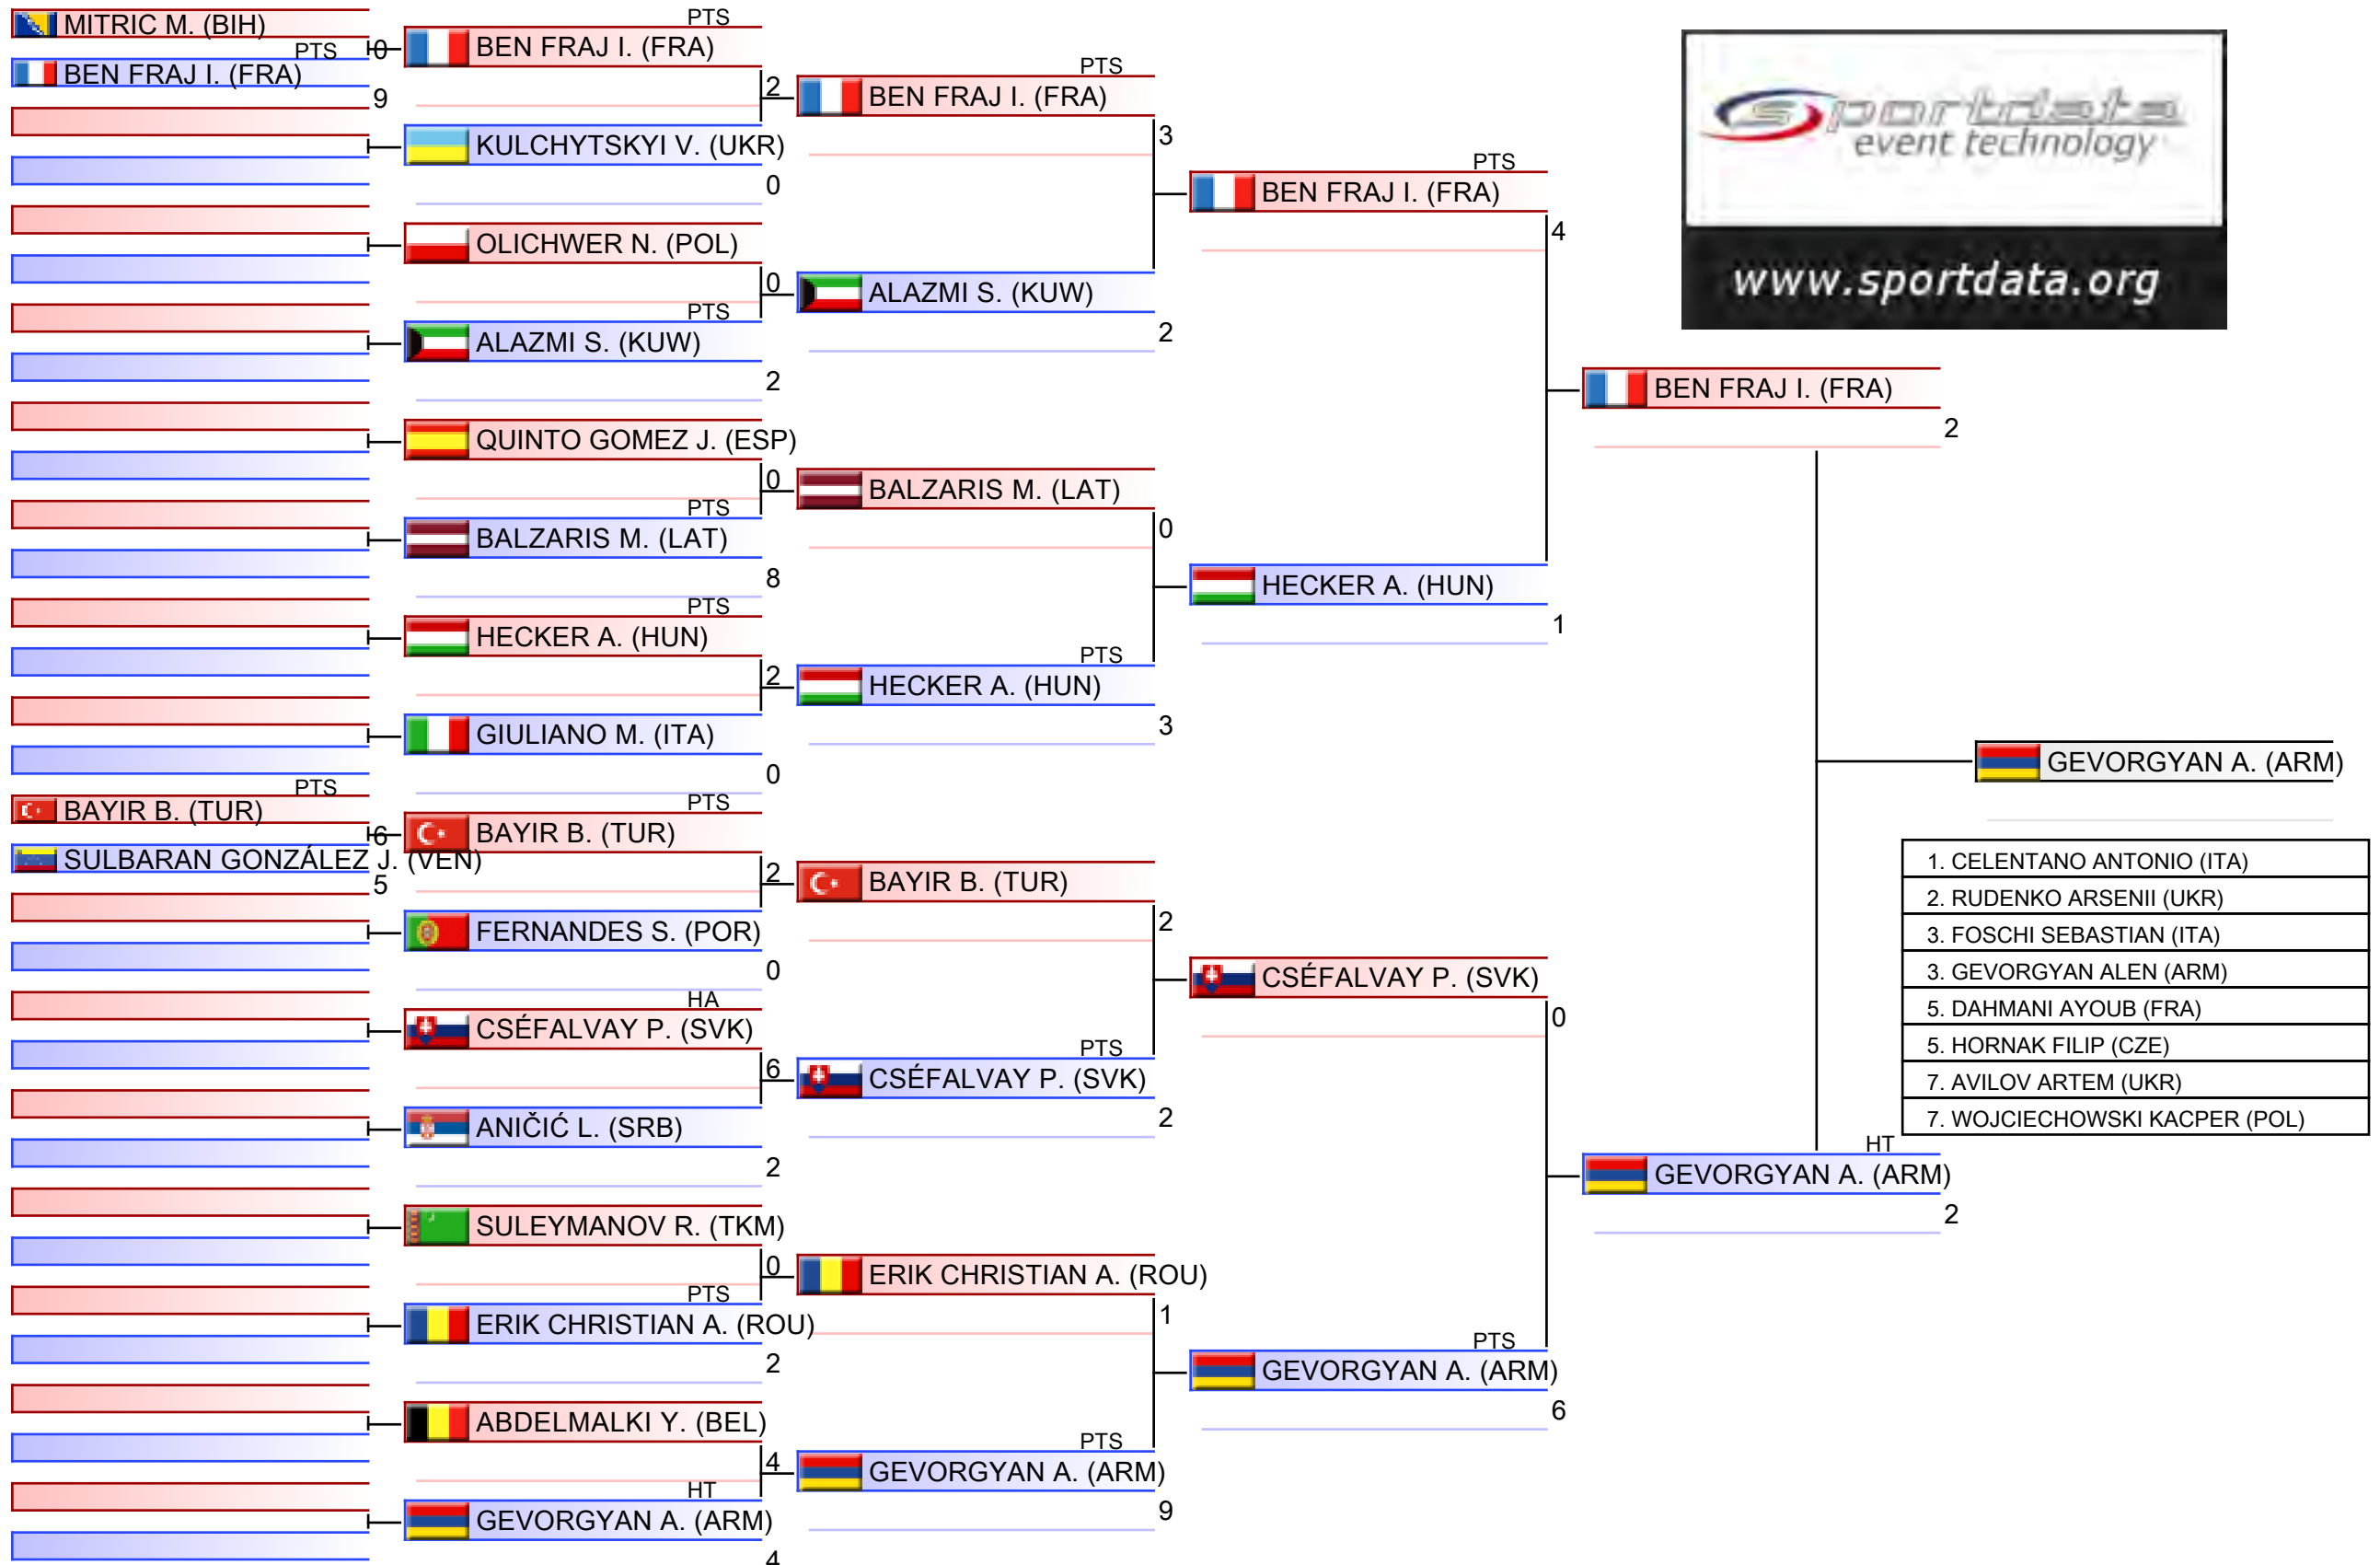 MITRIC M. (BIH)
PTS 0
BEN FRAJ I. (FRA)
9
BAYIR B. (TUR)
PTS
6
SULBARAN GONZÁLEZ J. (VEN)
5
PTS
BEN FRAJ I. (FRA)
2
KULCHYTSKYI V. (UKR)
0
OLICHWER N. (POL)
0
PTS
ALAZMI S. (KUW)
2
QUINTO GOMEZ J. (ESP)
0
PTS
BALZARIS M. (LAT)
8
PTS
HECKER A. (HUN)
2
GIULIANO M. (ITA)
0
PTS
BAYIR B. (TUR)
2
FERNANDES S. (POR)
0
HA
CSÉFALVAY P. (SVK)
6
ANIČIĆ L. (SRB)
2
SULEYMANOV R. (TKM)
0
PTS
ERIK CHRISTIAN A. (ROU)
2
ABDELMALKI Y. (BEL)
4
HT
GEVORGYAN A. (ARM)
4
PTS
BEN FRAJ I. (FRA)
3
ALAZMI S. (KUW)
2
BALZARIS M. (LAT)
0
PTS
HECKER A. (HUN)
3
BAYIR B. (TUR)
2
PTS
CSÉFALVAY P. (SVK)
2
ERIK CHRISTIAN A. (ROU)
1
PTS
GEVORGYAN A. (ARM)
9
PTS
BEN FRAJ I. (FRA)
4
HECKER A. (HUN)
1
CSÉFALVAY P. (SVK)
0
PTS
GEVORGYAN A. (ARM)
6
BEN FRAJ I. (FRA)
2
HT
GEVORGYAN A. (ARM)
2
GEVORGYAN A. (ARM)
sportdata
event technology
www.sportdata.org
1. CELENTANO ANTONIO (ITA)
2. RUDENKO ARSENII (UKR)
3. FOSCHI SEBASTIAN (ITA)
3. GEVORGYAN ALEN (ARM)
5. DAHMANI AYOUB (FRA)
5. HORNAK FILIP (CZE)
7. AVILOV ARTEM (UKR)
7. WOJCIECHOWSKI KACPER (POL)